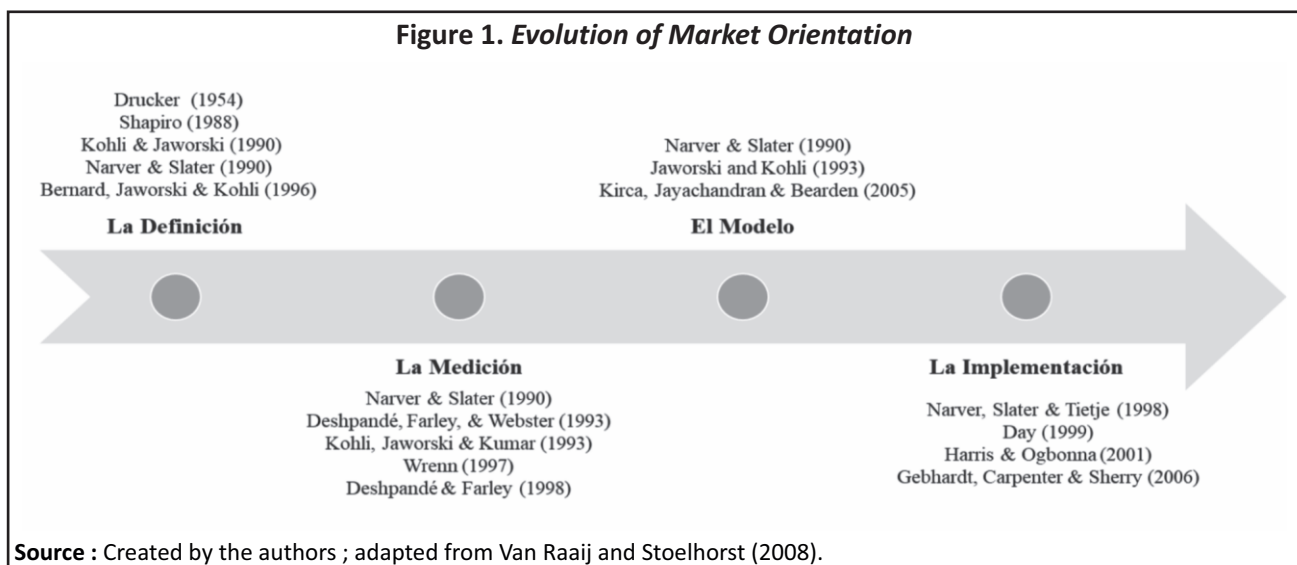 Figure 1. Evolution of Market Orientation
Drucker (1954)
Shapiro (1988)
Kohli & Jaworski (1990)
Narver & Slater (1990)
Bernard, Jaworski & Kohli (1996)
La Definición
Narver & Slater (1990)
Jaworski and Kohli (1993)
Kirca, Jayachandran & Bearden (2005)
El Modelo
La Medición
Narver & Slater (1990)
Deshpandé, Farley, & Webster (1993)
Kohli, Jaworski & Kumar (1993)
Wrenn (1997)
Deshpandé & Farley (1998)
La Implementación
Narver, Slater & Tietje (1998)
Day (1999)
Harris & Ogbonna (2001)
Gebhardt, Carpenter & Sherry (2006)
Source : Created by the authors ; adapted from Van Raaij and Stoelhorst (2008).